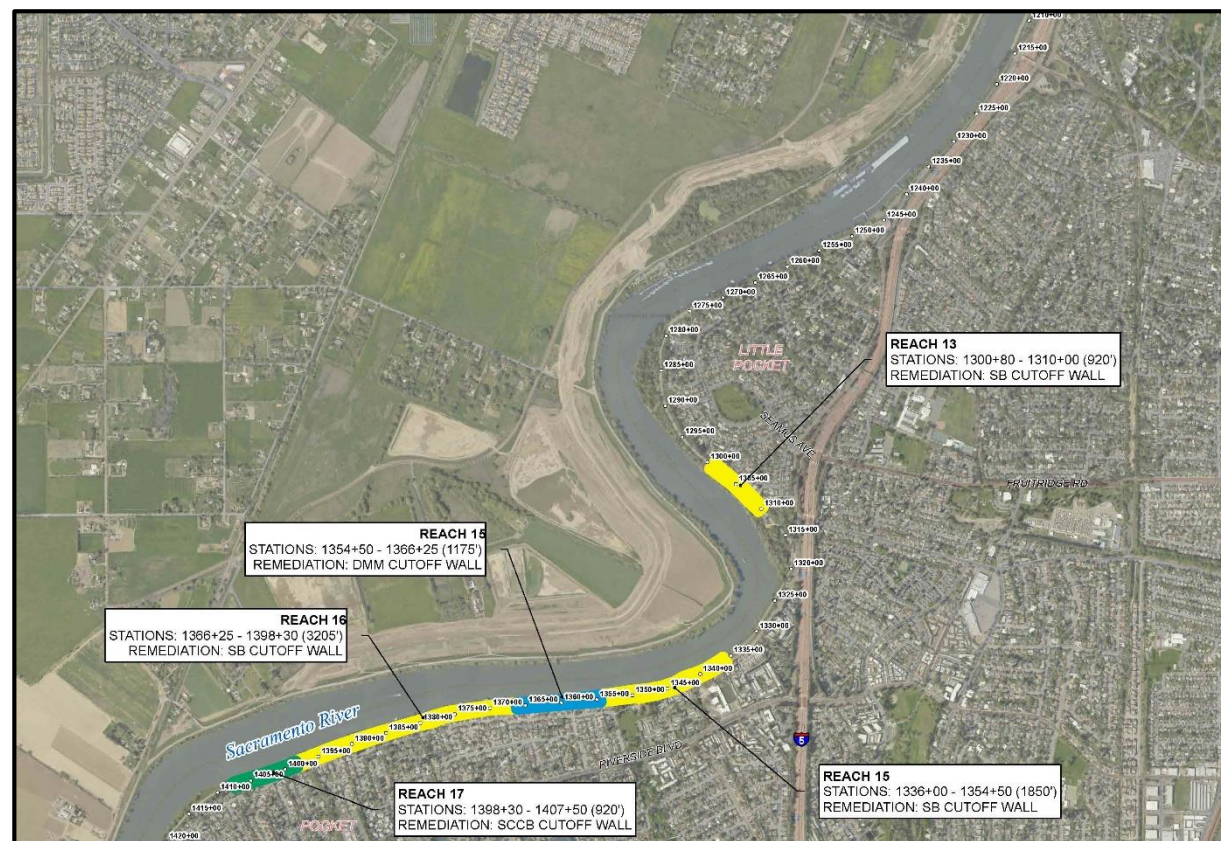 1210+00
1215+00
1220+00
1225+00
1230+00
1235+00
1240+00
1245+00
1250+00
1255+00
1260+00
1265+00
1270+00
1275+00
1280+00
1285+00
1290+00
1295+00
1300+00
1305+00
1310+00
1315+00
1320+00
1325+00
1330+00
1335+00
1340+00
1345+00
1350+00
1355+00
1360+00
1365+00
1370+00
1375+00
1380+00
1385+00
1390+00
1395+00
1400+00
1405+00
1410+00
1415+00
1420+00
LITTLE
POCKET
SEAMUS AVE
FRUITRIDGE RD
REACH 13
STATIONS: 1300+80 - 1310+00 (920')
REMEDIATION: SB CUTOFF WALL
REACH 15
STATIONS: 1354+50 - 1366+25 (1175')
REMEDIATION: DMM CUTOFF WALL
REACH 16
STATIONS: 1366+25 - 1398+30 (3205')
REMEDIATION: SB CUTOFF WALL
Sacramento River
RIVERSIDE BLVD
5
REACH 17
STATIONS: 1398+30 - 1407+50 (920')
REMEDIATION: SCCB CUTOFF WALL
REACH 15
STATIONS: 1336+00 - 1354+50 (1850')
REMEDIATION: SB CUTOFF WALL
POCKET